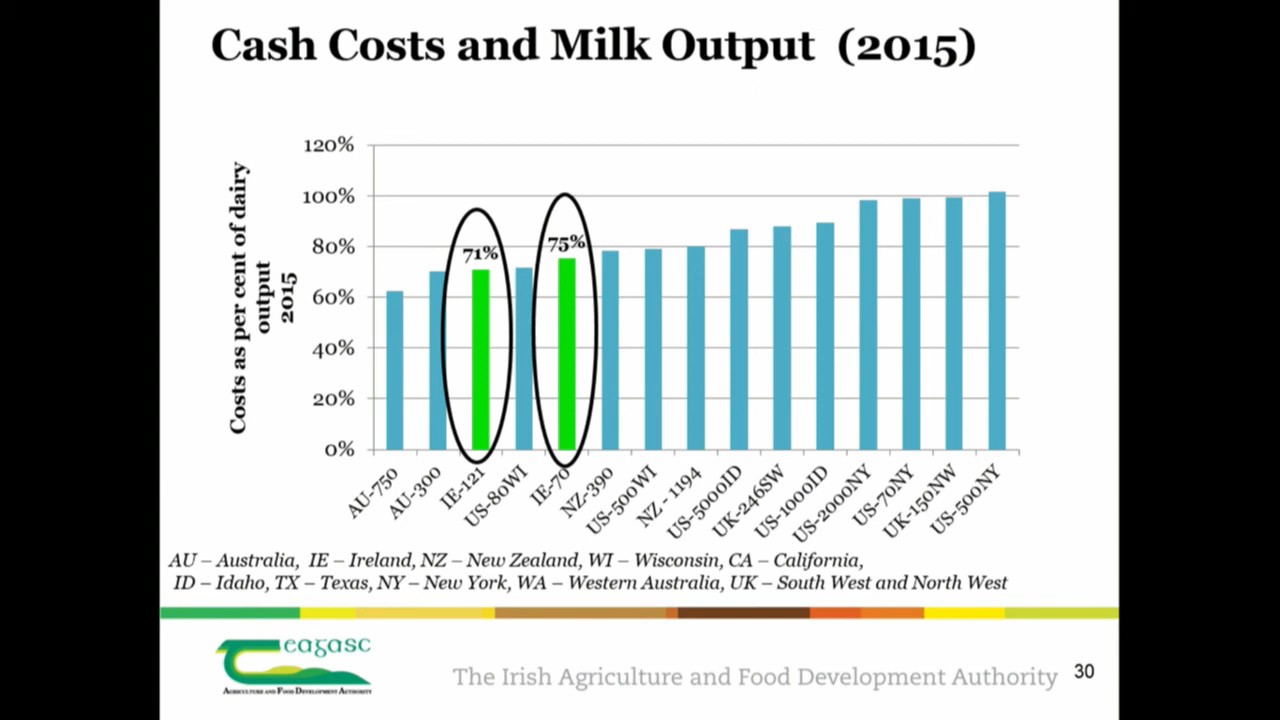 Cash Costs and Milk Output (2015)
Costs as per cent of dairy
output
2015
120%
100%
80%
60%
40%
20%
0%
71%
75%
AU-750
AU-300
IE-121
US-80WI
IE-70
NZ-390
US-500WI
NZ - 1194
US-5000ID
UK-246SW
US-1000ID
US-2000NY
US-70NY
UK-150NW
US-500NY
AU – Australia, IE – Ireland, NZ – New Zealand, WI – Wisconsin, CA – California,
ID – Idaho, TX – Texas, NY – New York, WA – Western Australia, UK – South West and North West
eagasc
AGRICULTURE AND FOOD DEVELOPMENT AUTHORITY
The Irish Agriculture and Food Development Authority
30